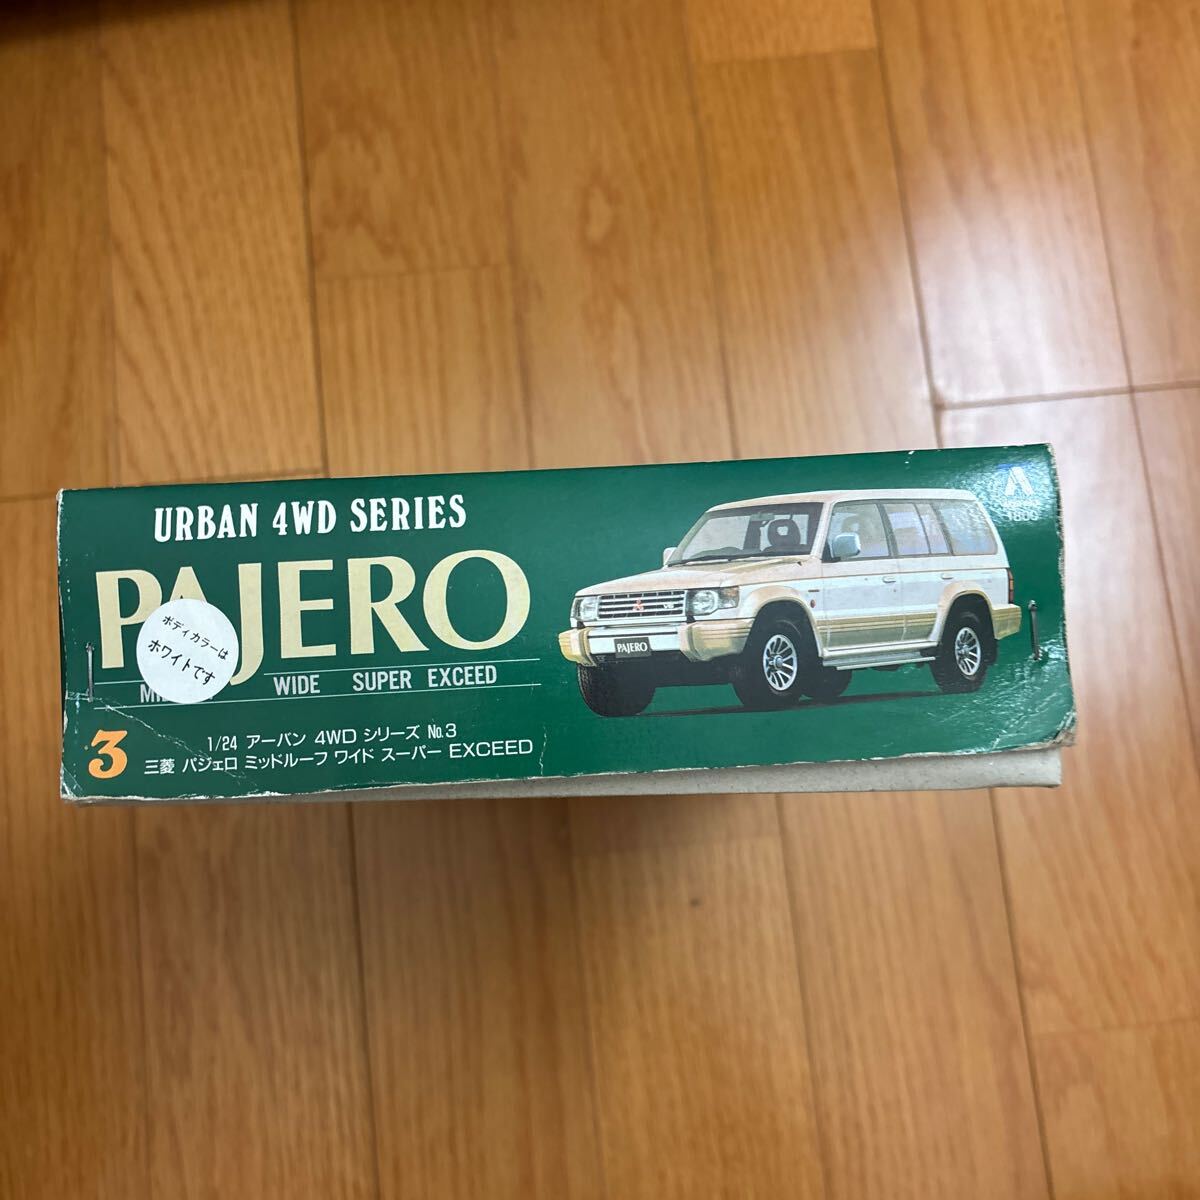 URBAN 4WD SERIES
PAJERO
ボディカラーは
ホワイトです
WIDE SUPER EXCEED
3
1/24 アーバン 4WD シリーズ No.3
三菱 パジェロ ミッドルーフ ワイド スーパー EXCEED
PAJERO
V6
1800